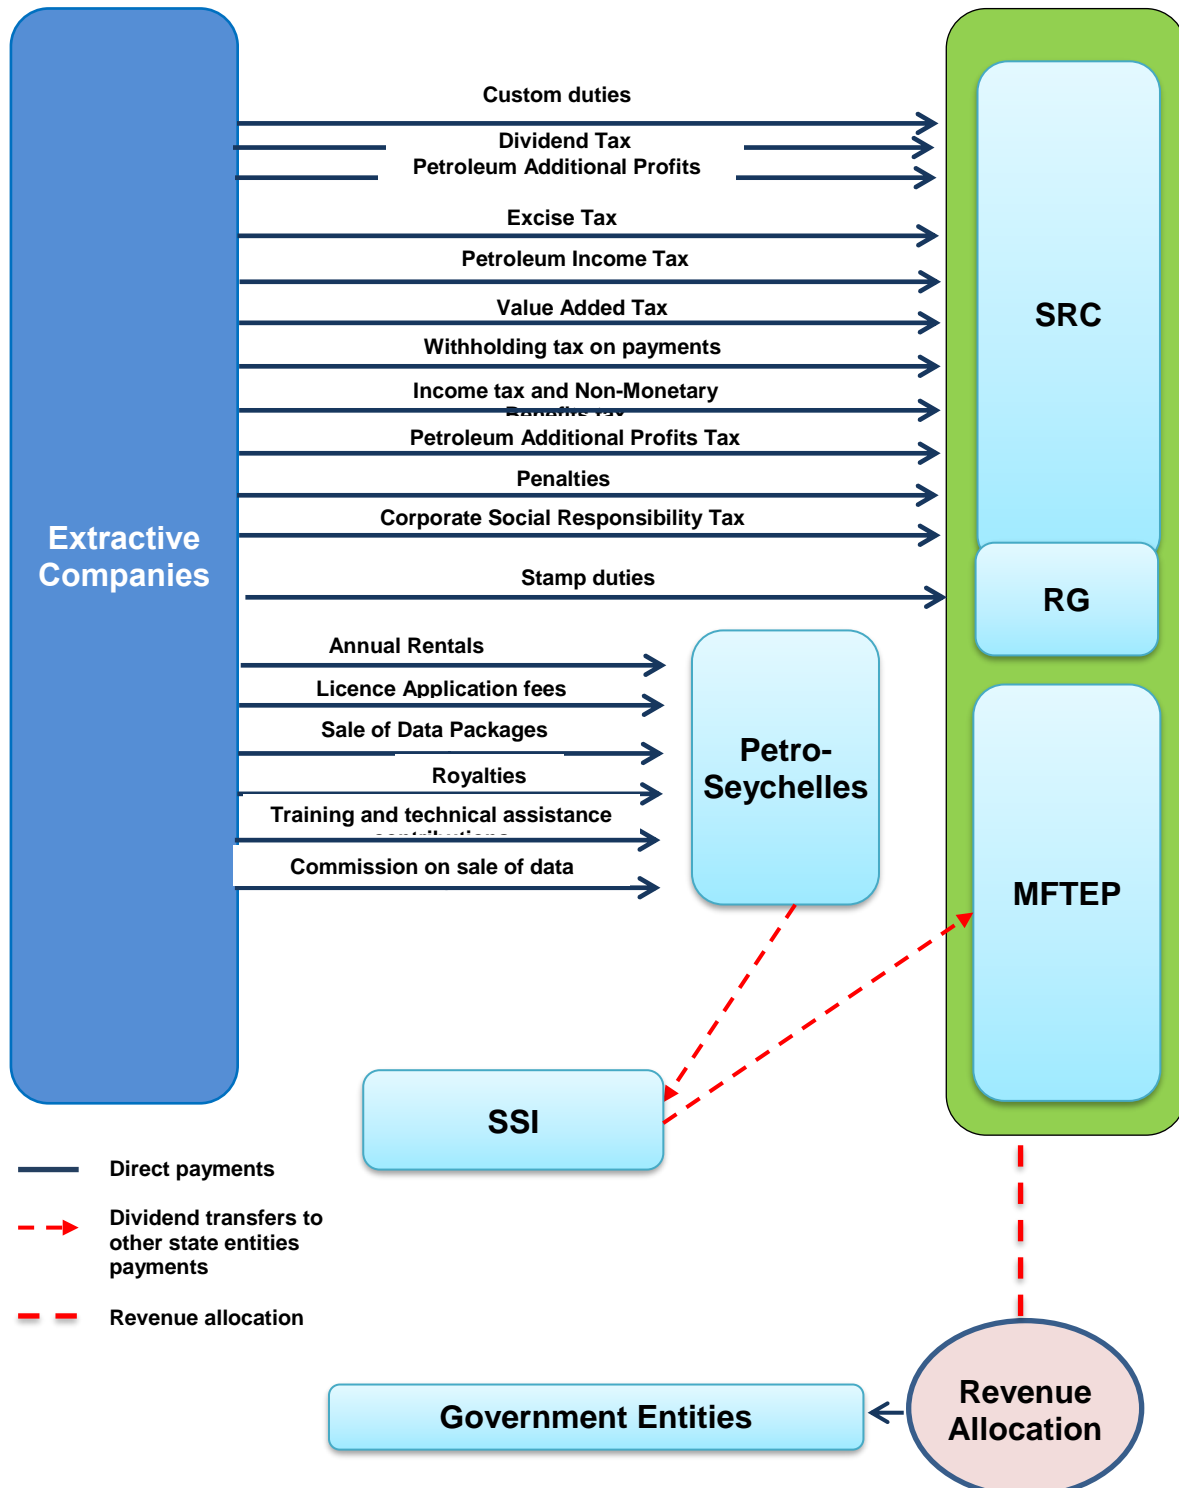 Custom duties
Dividend Tax
Petroleum Additional Profits
Excise Tax
Petroleum Income Tax
Value Added Tax
Withholding tax on payments
Income tax and Non-Monetary
Benefits tax
Petroleum Additional Profits Tax
Penalties
Corporate Social Responsibility Tax
Stamp duties
Extractive
Companies
SRC
RG
Annual Rentals
Licence Application fees
Sale of Data Packages
Royalties
Training and technical assistance
contributions
Commission on sale of data
Petro-
Seychelles
MFTEP
SSI
Direct payments
Dividend transfers to
other state entities
payments
Revenue allocation
Government Entities
Revenue
Allocation